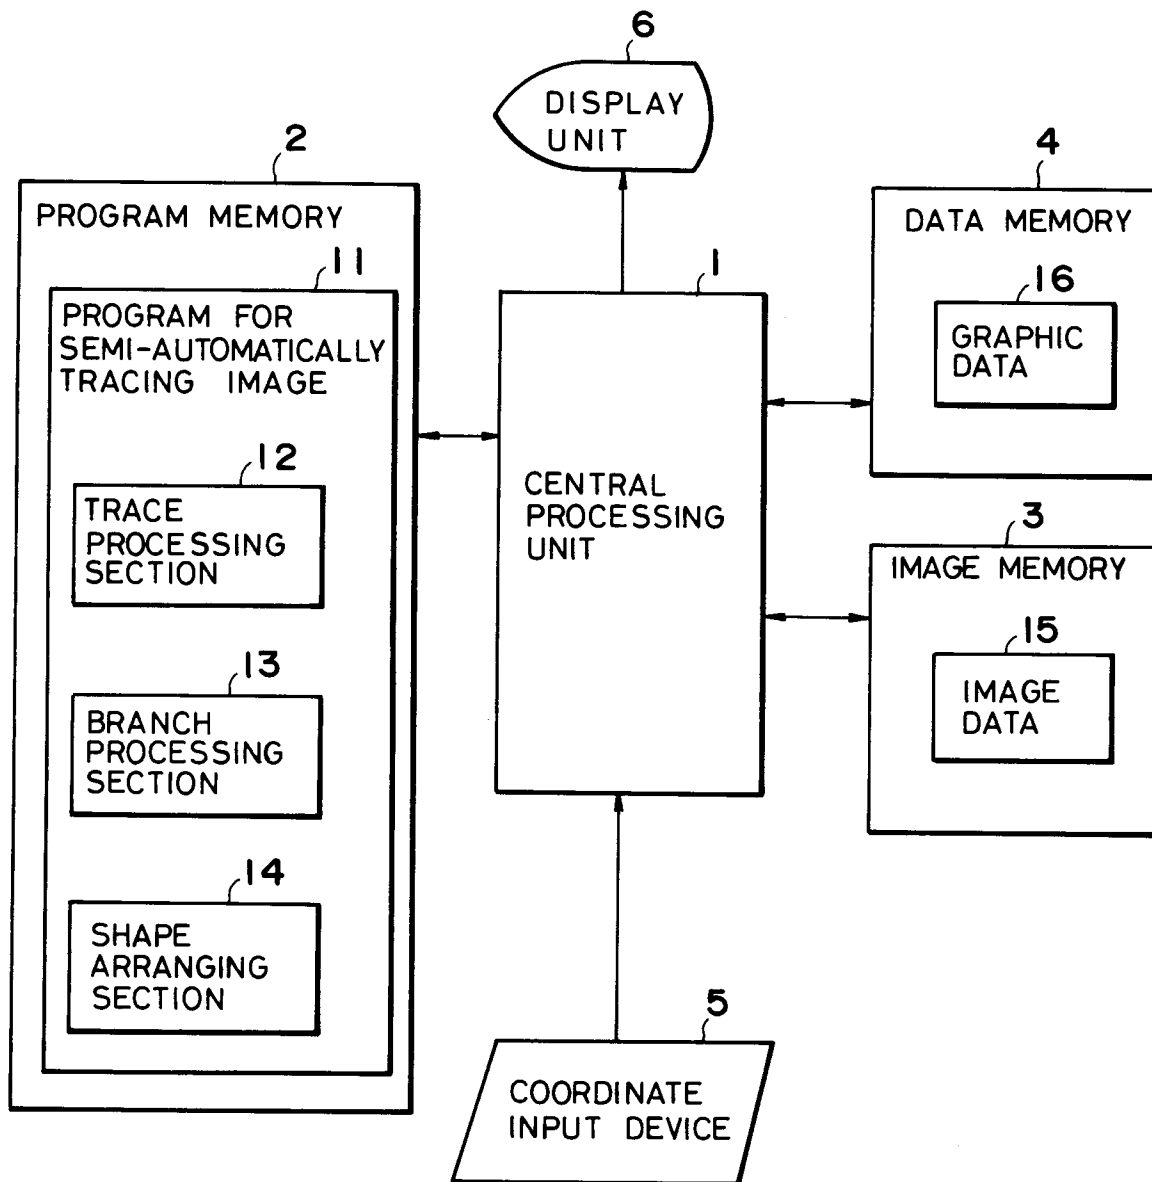 6
DISPLAY
UNIT
2
PROGRAM MEMORY
11
PROGRAM FOR
SEMI-AUTOMATICALLY
TRACING IMAGE
12
TRACE
PROCESSING
SECTION
13
BRANCH
PROCESSING
SECTION
14
SHAPE
ARRANGING
SECTION
1
CENTRAL
PROCESSING
UNIT
4
DATA MEMORY
16
GRAPHIC
DATA
3
IMAGE MEMORY
15
IMAGE
DATA
5
COORDINATE
INPUT DEVICE